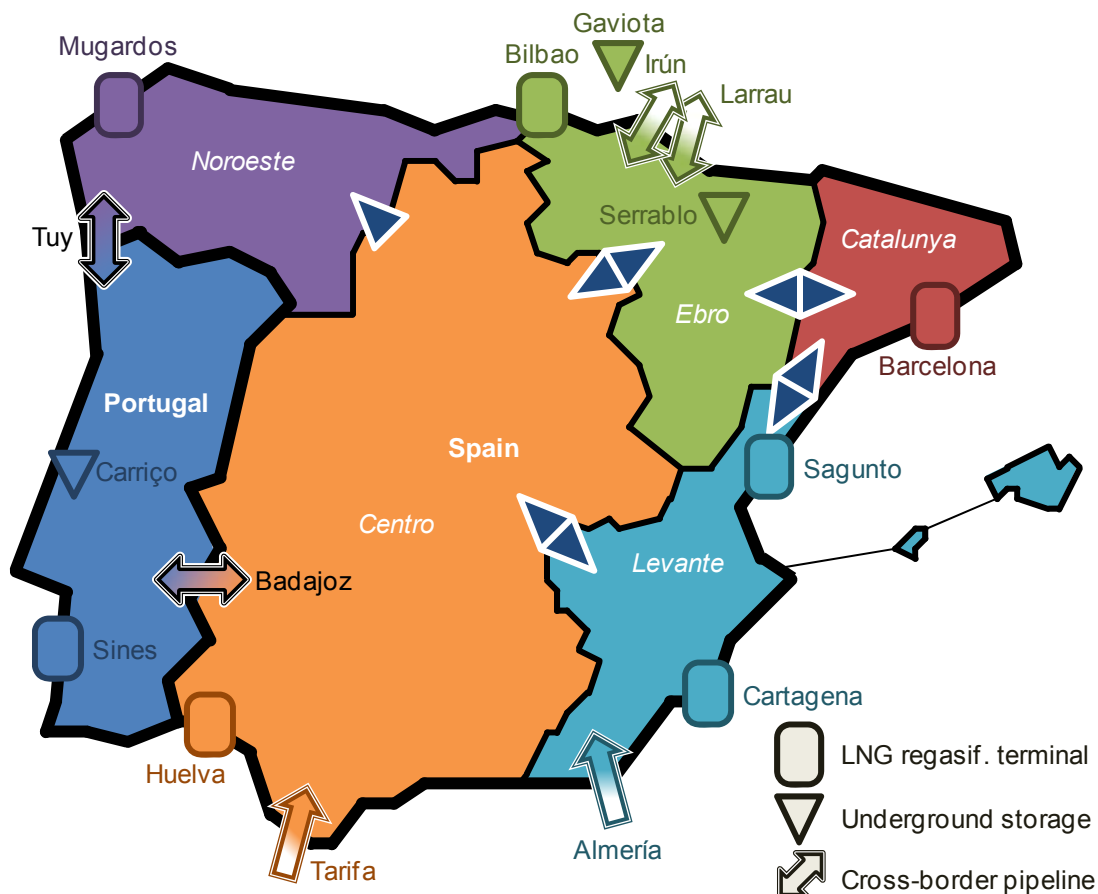 Gaviota
Mugardos
Bilbao
Irún
Larrau
Noroeste
Serrablo
Catalunya
Tuy
Ebro
Barcelona
Portugal
Spain
Carriço
Sagunto
Centro
Levante
Badajoz
Sines
Cartagena
Huelva
LNG regasif. terminal
Underground storage
Almería
Tarifa
Cross-border pipeline